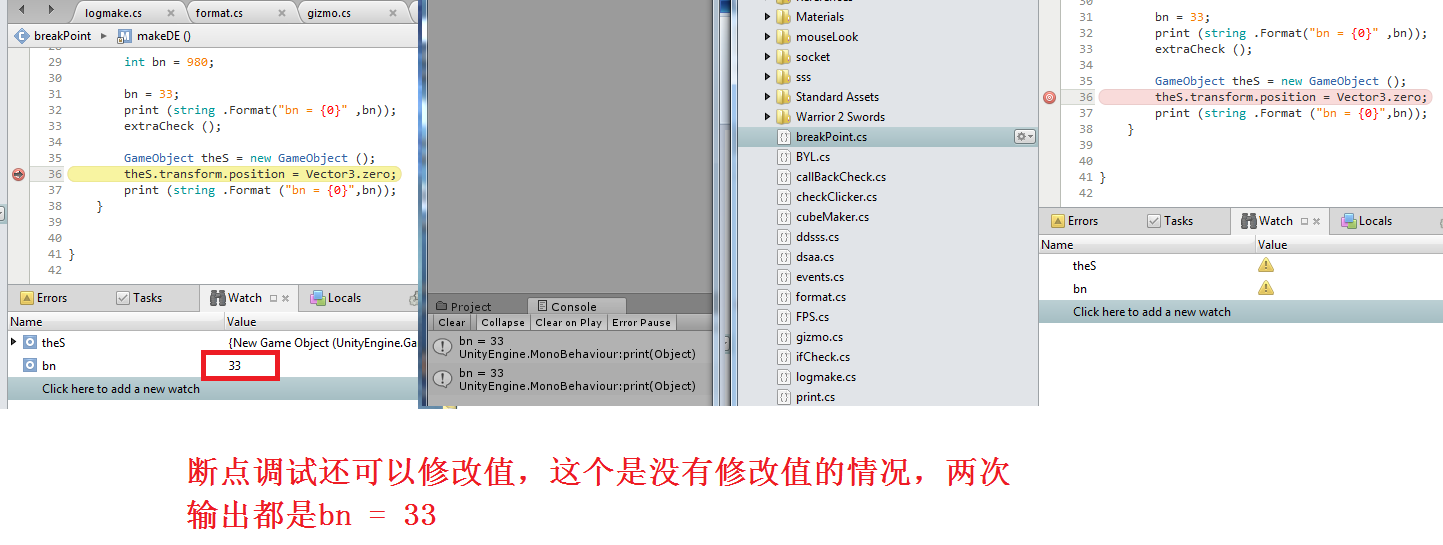 logmake.cs
format.cs
gizmo.cs
breakPoint
makeDE ()
28
29 int bn = 980;
30
31 bn = 33;
32 print (string .Format("bn = {0}" ,bn));
33 extraCheck ();
34
35 GameObject theS = new GameObject ();
36 theS.transform.position = Vector3.zero;
37 print (string .Format ("bn = {0}",bn));
38 }
39
40
41 }
42
Errors Tasks Watch Locals
Name Value
theS {New Game Object (UnityEngine.Ga
bn 33
Click here to add a new watch
Project Console
Clear Collapse Clear on Play Error Pause
bn = 33
UnityEngine.MonoBehaviour:print(Object)
bn = 33
UnityEngine.MonoBehaviour:print(Object)
Materials
mouseLook
socket
sss
Standard Assets
Warrior 2 Swords
breakPoint.cs
BYL.cs
callBackCheck.cs
checkClicker.cs
cubeMaker.cs
ddsss.cs
dsaa.cs
events.cs
format.cs
FPS.cs
gizmo.cs
ifCheck.cs
logmake.cs
print.cs
30
31 bn = 33;
32 print (string .Format("bn = {0}" ,bn));
33 extraCheck ();
34
35 GameObject theS = new GameObject ();
36 theS.transform.position = Vector3.zero;
37 print (string .Format ("bn = {0}",bn));
38 }
39
40
41 }
42
Errors Tasks Watch Locals
Name Value
theS
bn
Click here to add a new watch
断点调试还可以修改值，这个是没有修改值的情况，两次
输出都是bn = 33